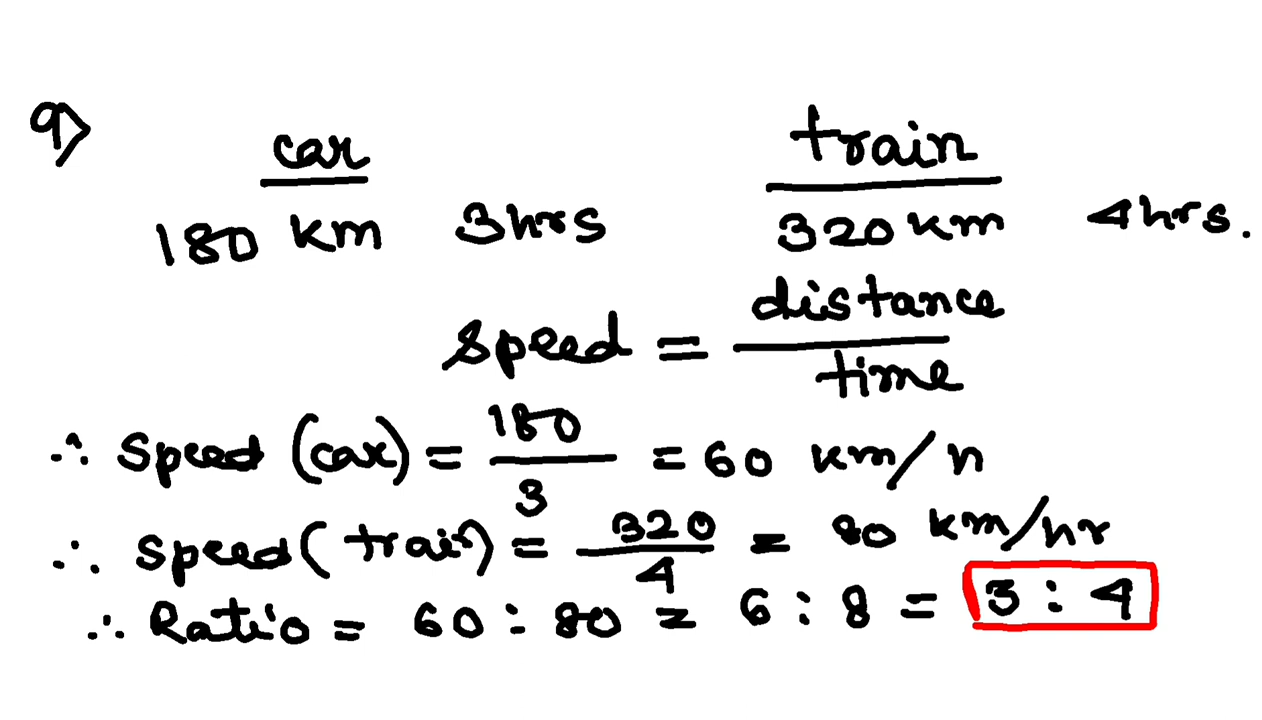 9)
car train
180 km 3hrs 320 km 4hrs.
speed = distance / time
∴ Speed (car) = 180 / 3 = 60 km/h
∴ Speed (train) = 320 / 4 = 80 km/hr
∴ Ratio = 60 : 80 = 6 : 8 = 3 : 4